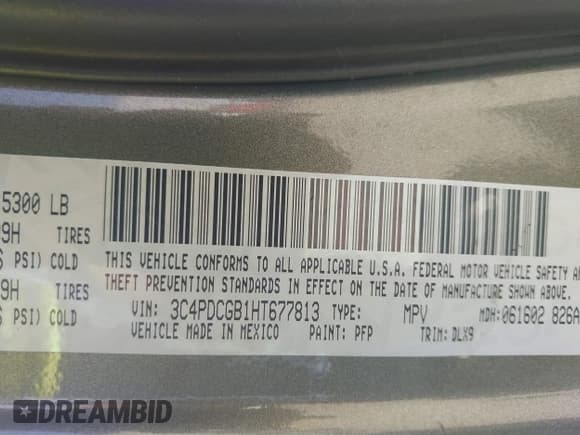 5300 LB
9H TIRES
PSI) COLD
9H TIRES
PSI) COLD
THIS VEHICLE CONFORMS TO ALL APPLICABLE U.S.A. FEDERAL MOTOR VEHICLE SAFETY
THEFT PREVENTION STANDARDS IN EFFECT ON THE DATE OF MANUFACTURE SHOWN ABOVE.
VIN: 3C4PDCGB1HT677813 TYPE: MPV MDH: 061602 826A
VEHICLE MADE IN MEXICO PAINT: PFP TRIM: DLX9
DREAMBID